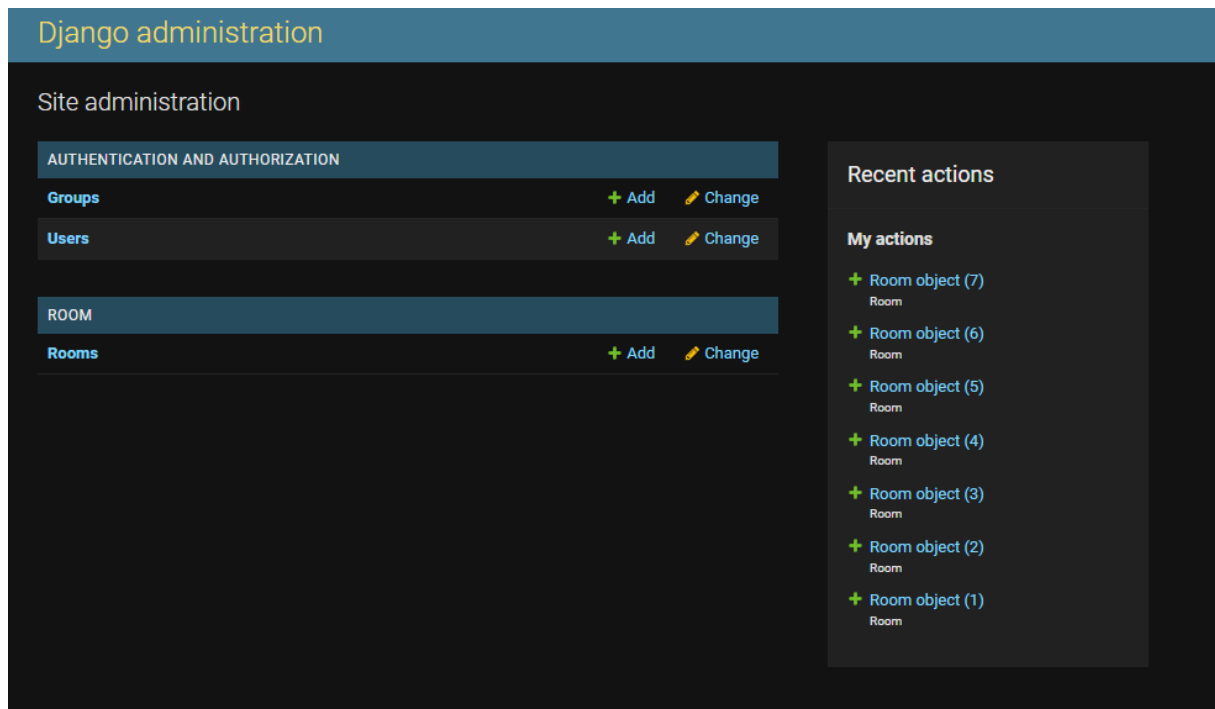 Django administration
Site administration
AUTHENTICATION AND AUTHORIZATION
Groups Add Change
Users Add Change
ROOM
Rooms Add Change
Recent actions
My actions
Room object (7)
Room
Room object (6)
Room
Room object (5)
Room
Room object (4)
Room
Room object (3)
Room
Room object (2)
Room
Room object (1)
Room